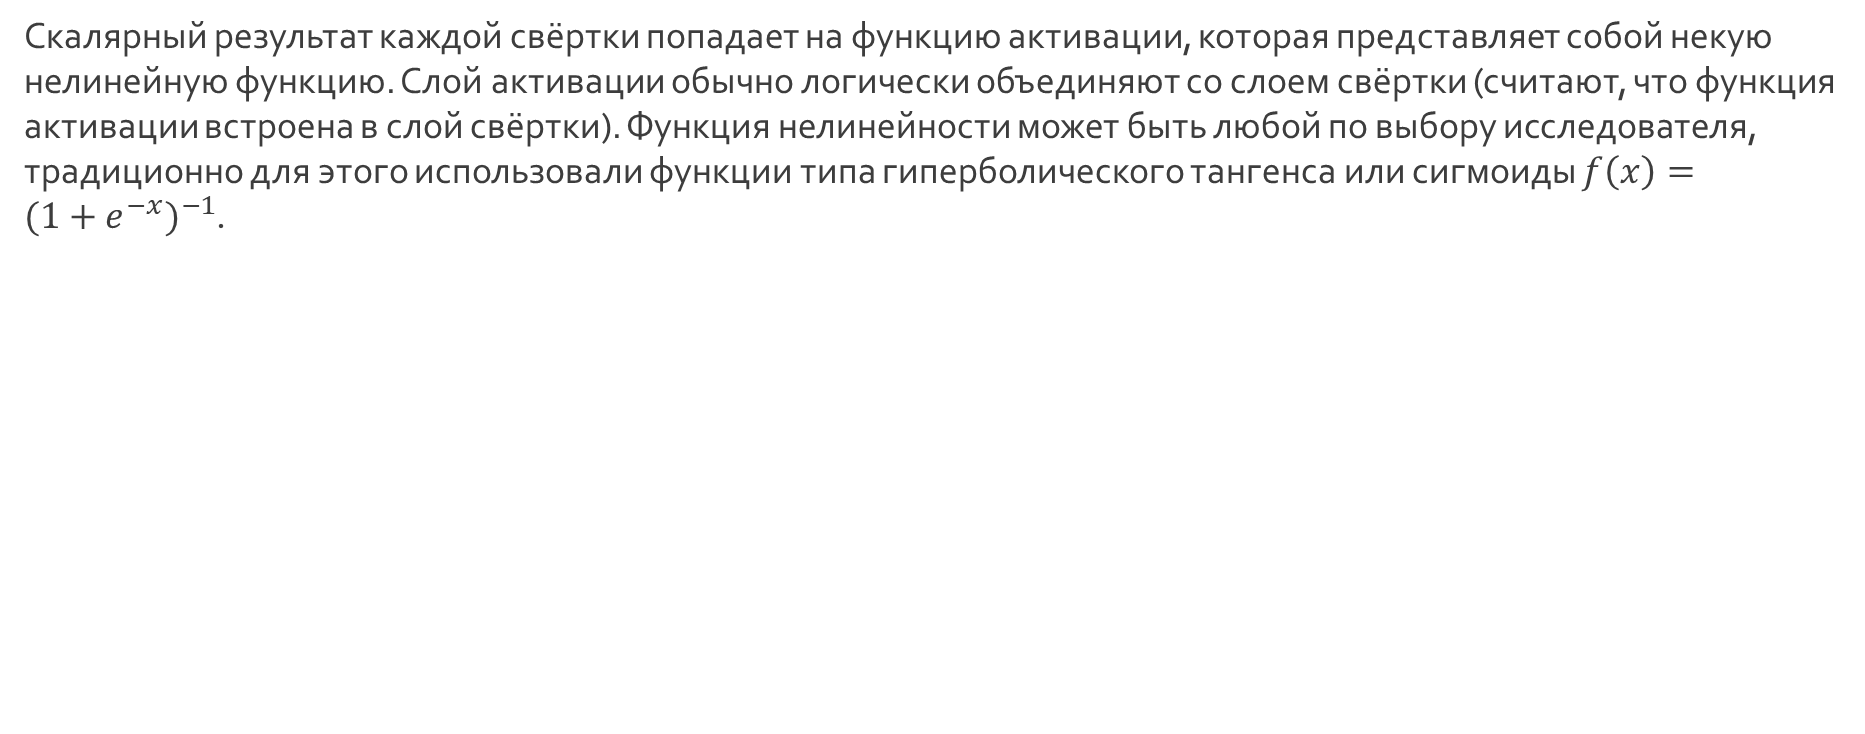 Скалярный результат каждой свёртки попадает на функцию активации, которая представляет собой некую
нелинейную функцию. Слой активации обычно логически объединяют со слоем свёртки (считают, что функция
активации встроена в слой свёртки). Функция нелинейности может быть любой по выбору исследователя,
традиционно для этого использовали функции типа гиперболического тангенса или сигмоиды f(x) =
(1 + e⁻ˣ)⁻¹.